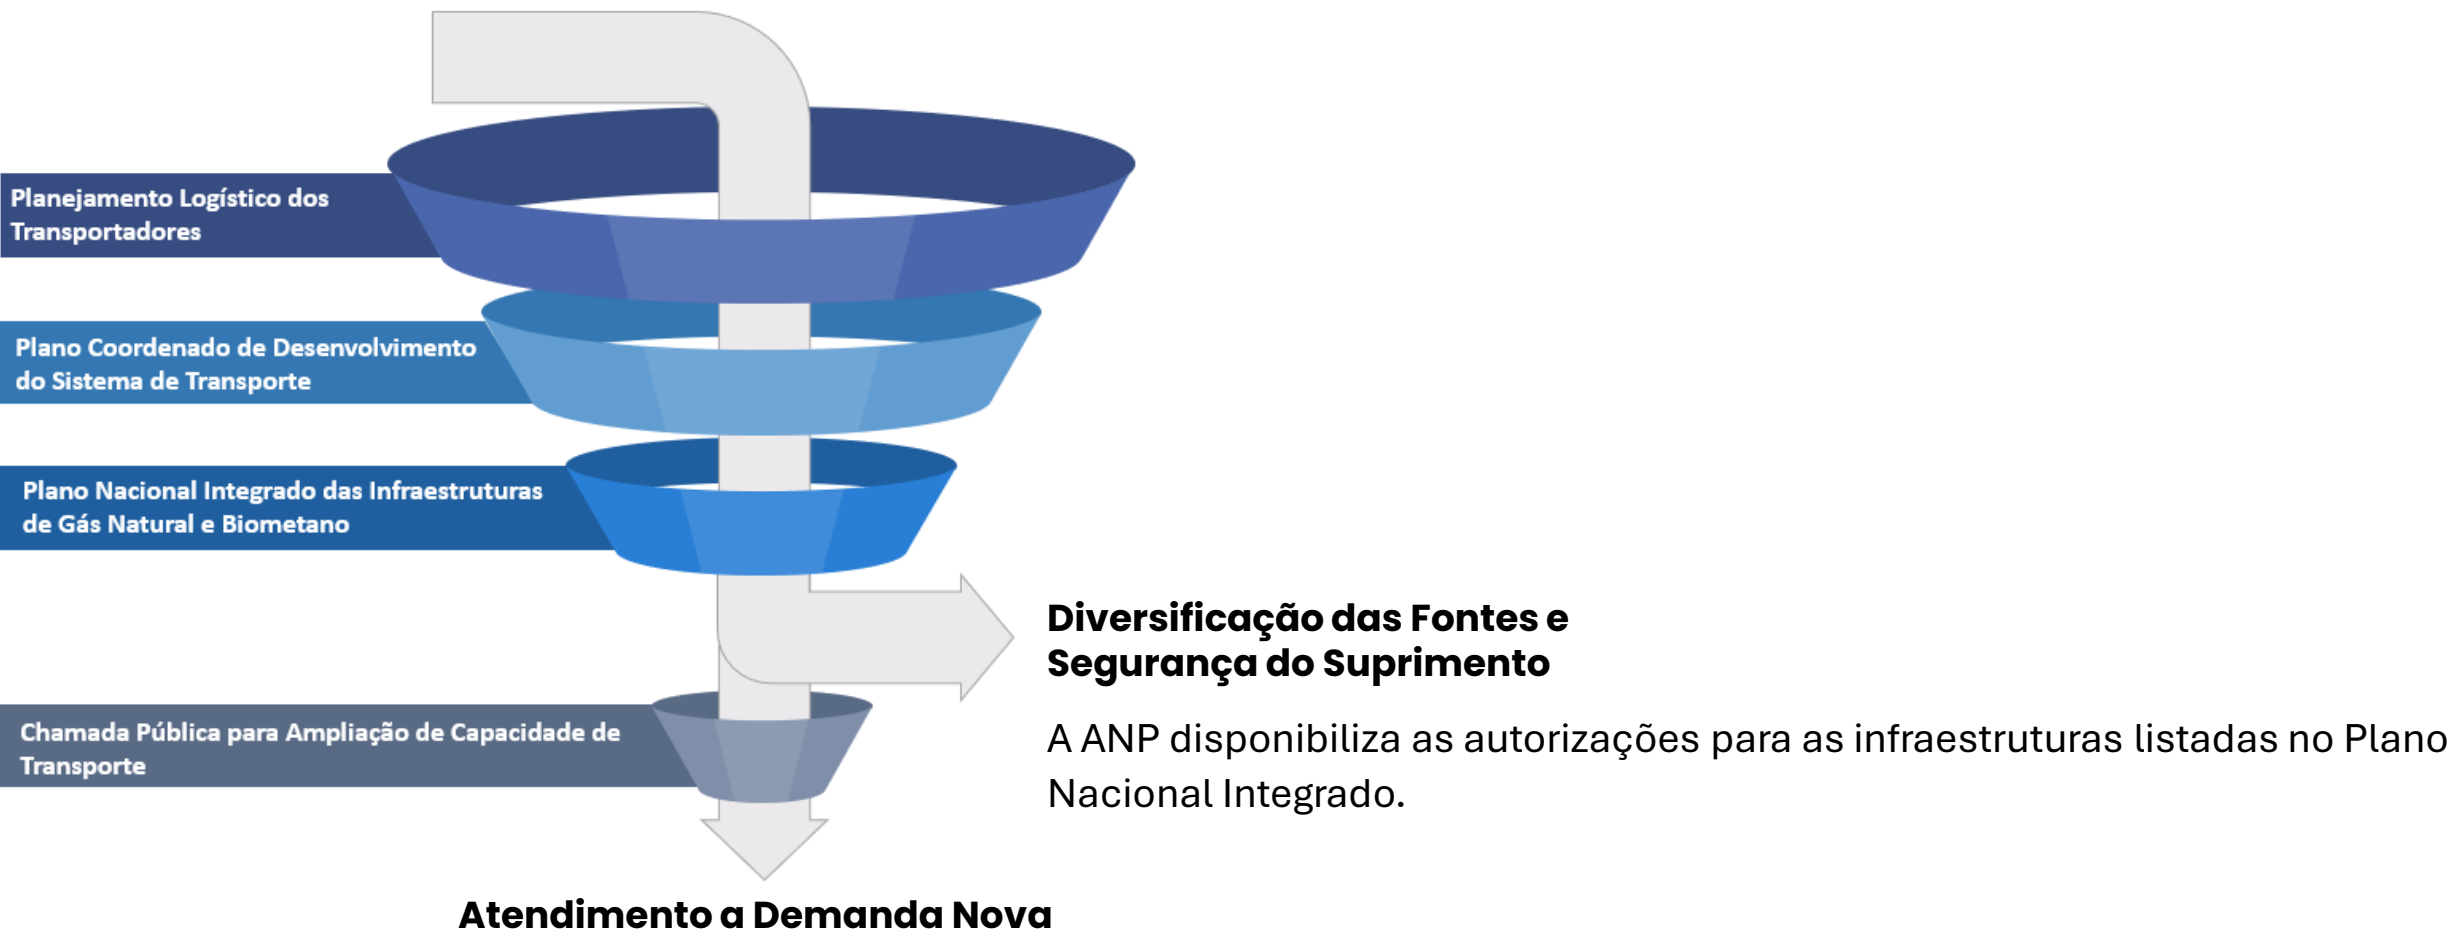 Planejamento Logístico dos
Transportadores
Plano Coordenado de Desenvolvimento
do Sistema de Transporte
Plano Nacional Integrado das Infraestruturas
de Gás Natural e Biometano
Diversificação das Fontes e
Segurança do Suprimento
A ANP disponibiliza as autorizações para as infraestruturas listadas no Plano
Nacional Integrado.
Chamada Pública para Ampliação de Capacidade de
Transporte
Atendimento a Demanda Nova